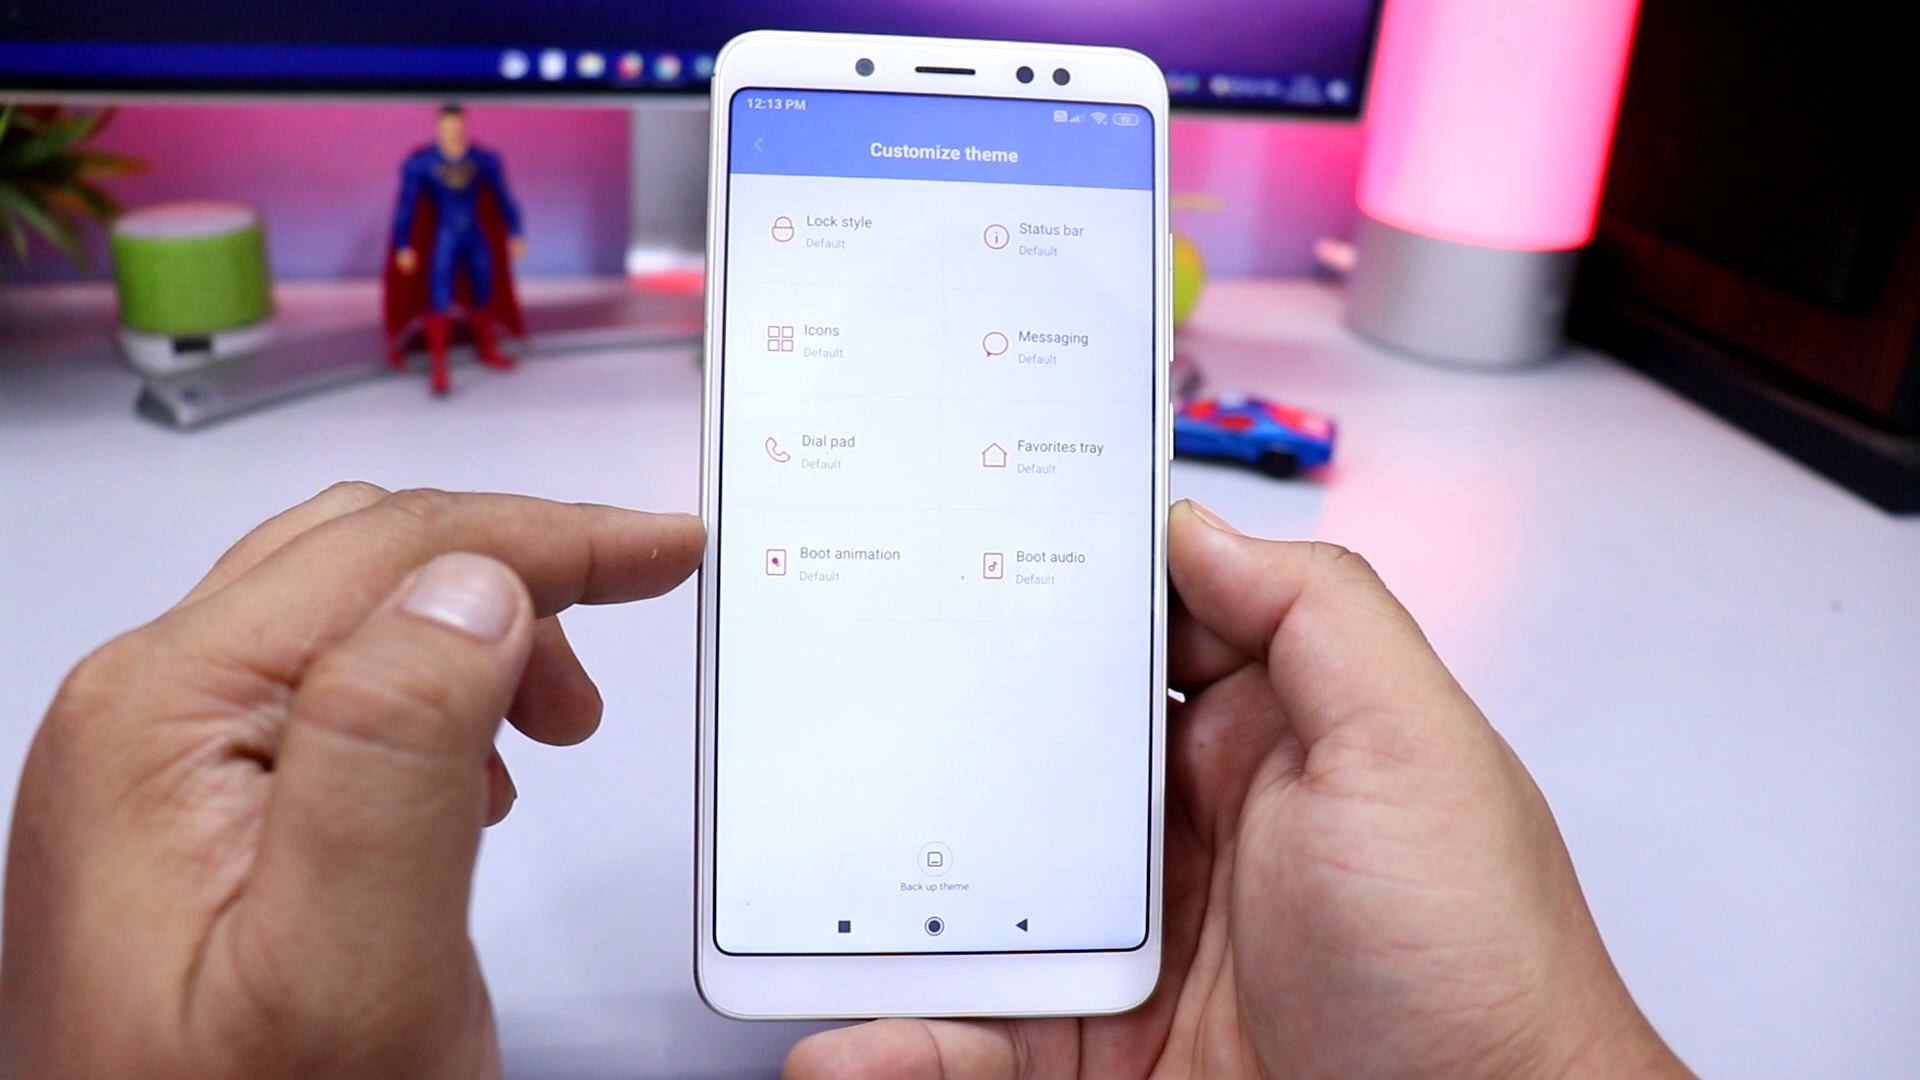 12:13 PM
Customize theme
Lock style
Default
Status bar
Default
Icons
Default
Messaging
Default
Dial pad
Default
Favorites tray
Default
Boot animation
Default
Boot audio
Default
Back up theme